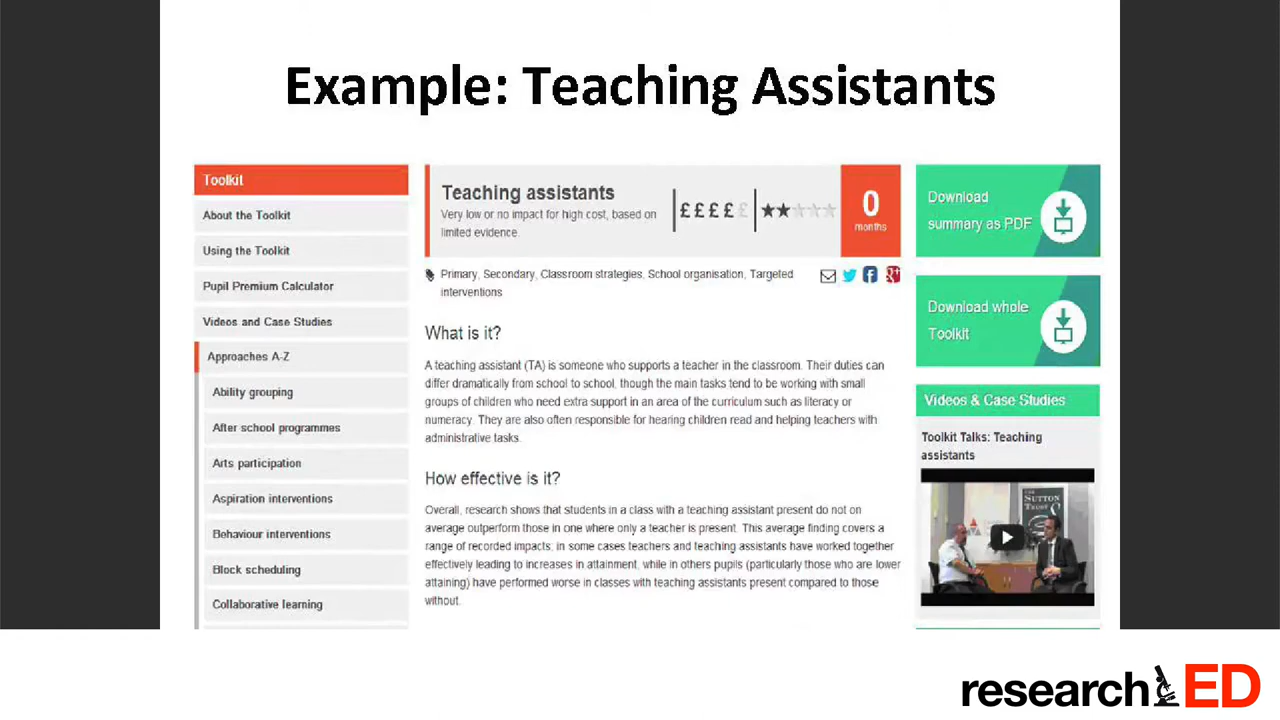 Example: Teaching Assistants
Toolkit
About the Toolkit
Using the Toolkit
Pupil Premium Calculator
Videos and Case Studies
Approaches A-Z
Ability grouping
After school programmes
Arts participation
Aspiration interventions
Behaviour interventions
Block scheduling
Collaborative learning
Teaching assistants
Very low or no impact for high cost, based on
limited evidence.
£££££
★★★★★
0
months
Primary, Secondary, Classroom strategies, School organisation, Targeted
interventions
What is it?
A teaching assistant (TA) is someone who supports a teacher in the classroom. Their duties can
differ dramatically from school to school, though the main tasks tend to be working with small
groups of children who need extra support in an area of the curriculum such as literacy or
numeracy. They are also often responsible for hearing children read and helping teachers with
administrative tasks.
How effective is it?
Overall, research shows that students in a class with a teaching assistant present do not on
average outperform those in one where only a teacher is present. This average finding covers a
range of recorded impacts; in some cases teachers and teaching assistants have worked together
effectively leading to increases in attainment, while in others pupils (particularly those who are lower
attaining) have performed worse in classes with teaching assistants present compared to those
without.
Download
summary as PDF
Download whole
Toolkit
Videos & Case Studies
Toolkit Talks: Teaching
assistants
THE
SUTTON
TRUST
researchED